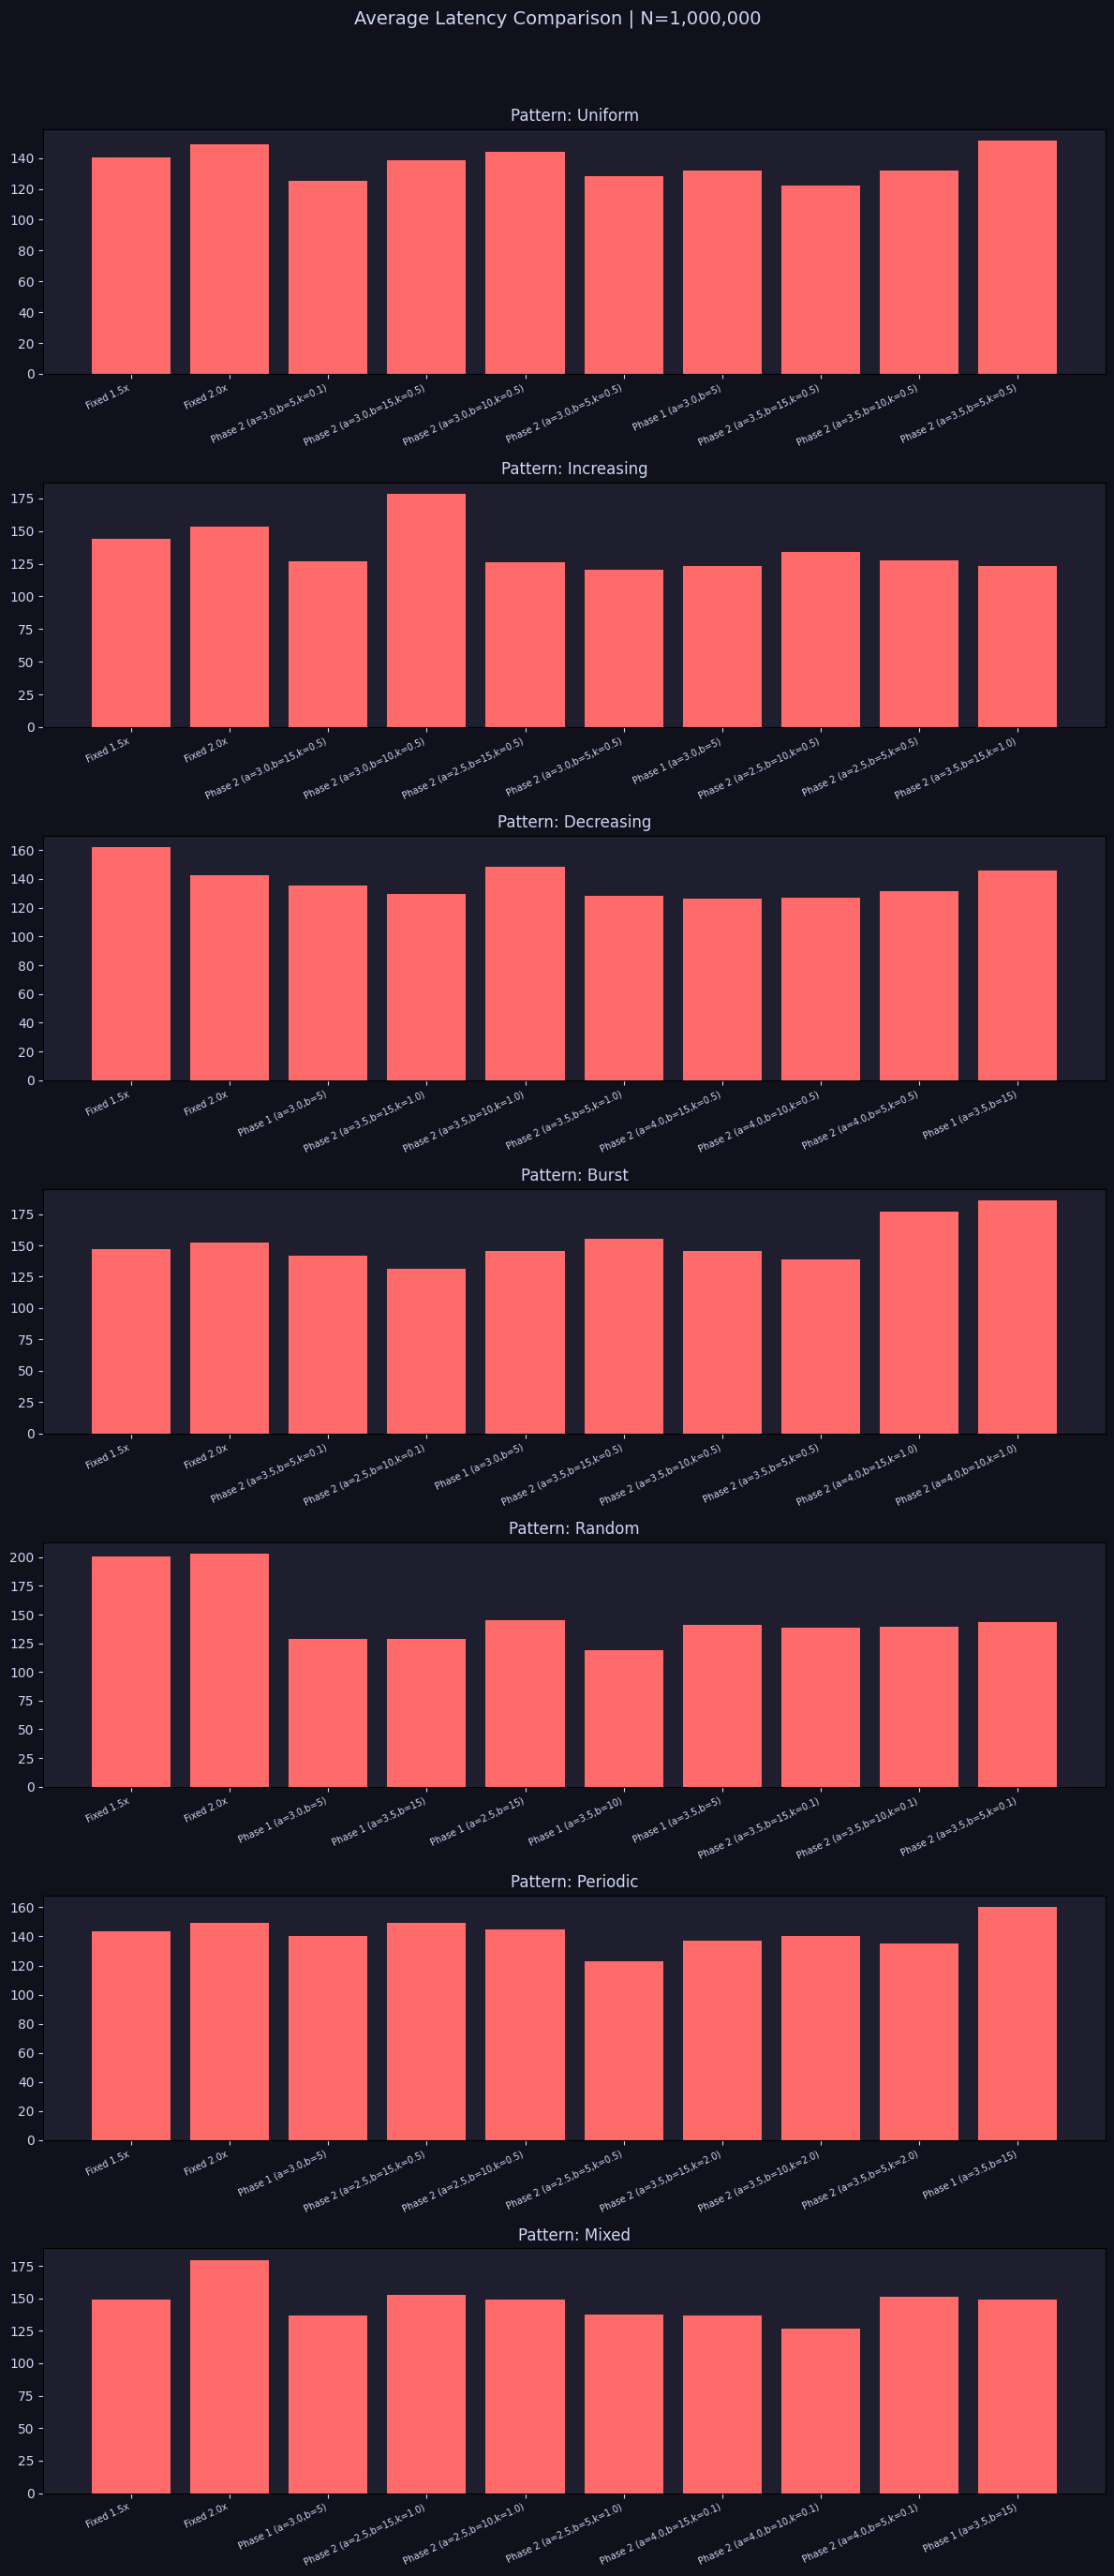 Average Latency Comparison | N=1,000,000
Pattern: Uniform
140
120
100
80
60
40
20
0
Fixed 1.5x
Fixed 2.0x
Phase 2 (a=3.0,b=5,k=0.1)
Phase 2 (a=3.0,b=15,k=0.5)
Phase 2 (a=3.0,b=10,k=0.5)
Phase 2 (a=3.0,b=5,k=0.5)
Phase 1 (a=3.0,b=5)
Phase 2 (a=3.5,b=15,k=0.5)
Phase 2 (a=3.5,b=10,k=0.5)
Phase 2 (a=3.5,b=5,k=0.5)
Pattern: Increasing
175
150
125
100
75
50
25
0
Fixed 1.5x
Fixed 2.0x
Phase 2 (a=3.0,b=15,k=0.5)
Phase 2 (a=3.0,b=10,k=0.5)
Phase 2 (a=2.5,b=15,k=0.5)
Phase 2 (a=3.0,b=5,k=0.5)
Phase 1 (a=3.0,b=5)
Phase 2 (a=2.5,b=10,k=0.5)
Phase 2 (a=2.5,b=5,k=0.5)
Phase 2 (a=3.5,b=15,k=1.0)
Pattern: Decreasing
160
140
120
100
80
60
40
20
0
Fixed 1.5x
Fixed 2.0x
Phase 1 (a=3.0,b=5)
Phase 2 (a=3.5,b=15,k=1.0)
Phase 2 (a=3.5,b=10,k=1.0)
Phase 2 (a=3.5,b=5,k=1.0)
Phase 2 (a=4.0,b=15,k=0.5)
Phase 2 (a=4.0,b=10,k=0.5)
Phase 2 (a=4.0,b=5,k=0.5)
Phase 1 (a=3.5,b=15)
Pattern: Burst
175
150
125
100
75
50
25
0
Fixed 1.5x
Fixed 2.0x
Phase 2 (a=3.5,b=5,k=0.1)
Phase 2 (a=2.5,b=10,k=0.1)
Phase 1 (a=3.0,b=5)
Phase 2 (a=3.5,b=15,k=0.5)
Phase 2 (a=3.5,b=10,k=0.5)
Phase 2 (a=3.5,b=5,k=0.5)
Phase 2 (a=4.0,b=15,k=1.0)
Phase 2 (a=4.0,b=10,k=1.0)
Pattern: Random
200
175
150
125
100
75
50
25
0
Fixed 1.5x
Fixed 2.0x
Phase 1 (a=3.0,b=5)
Phase 1 (a=3.5,b=15)
Phase 1 (a=2.5,b=15)
Phase 1 (a=3.5,b=10)
Phase 1 (a=3.5,b=5)
Phase 2 (a=3.5,b=15,k=0.1)
Phase 2 (a=3.5,b=10,k=0.1)
Phase 2 (a=3.5,b=5,k=0.1)
Pattern: Periodic
160
140
120
100
80
60
40
20
0
Fixed 1.5x
Fixed 2.0x
Phase 1 (a=3.0,b=5)
Phase 2 (a=2.5,b=15,k=0.5)
Phase 2 (a=2.5,b=10,k=0.5)
Phase 2 (a=2.5,b=5,k=0.5)
Phase 2 (a=3.5,b=15,k=2.0)
Phase 2 (a=3.5,b=10,k=2.0)
Phase 2 (a=3.5,b=5,k=2.0)
Phase 1 (a=3.5,b=15)
Pattern: Mixed
175
150
125
100
75
50
25
0
Fixed 1.5x
Fixed 2.0x
Phase 1 (a=3.0,b=5)
Phase 2 (a=2.5,b=15,k=1.0)
Phase 2 (a=2.5,b=10,k=1.0)
Phase 2 (a=2.5,b=5,k=1.0)
Phase 2 (a=4.0,b=15,k=0.1)
Phase 2 (a=4.0,b=10,k=0.1)
Phase 2 (a=4.0,b=5,k=0.1)
Phase 1 (a=3.5,b=15)